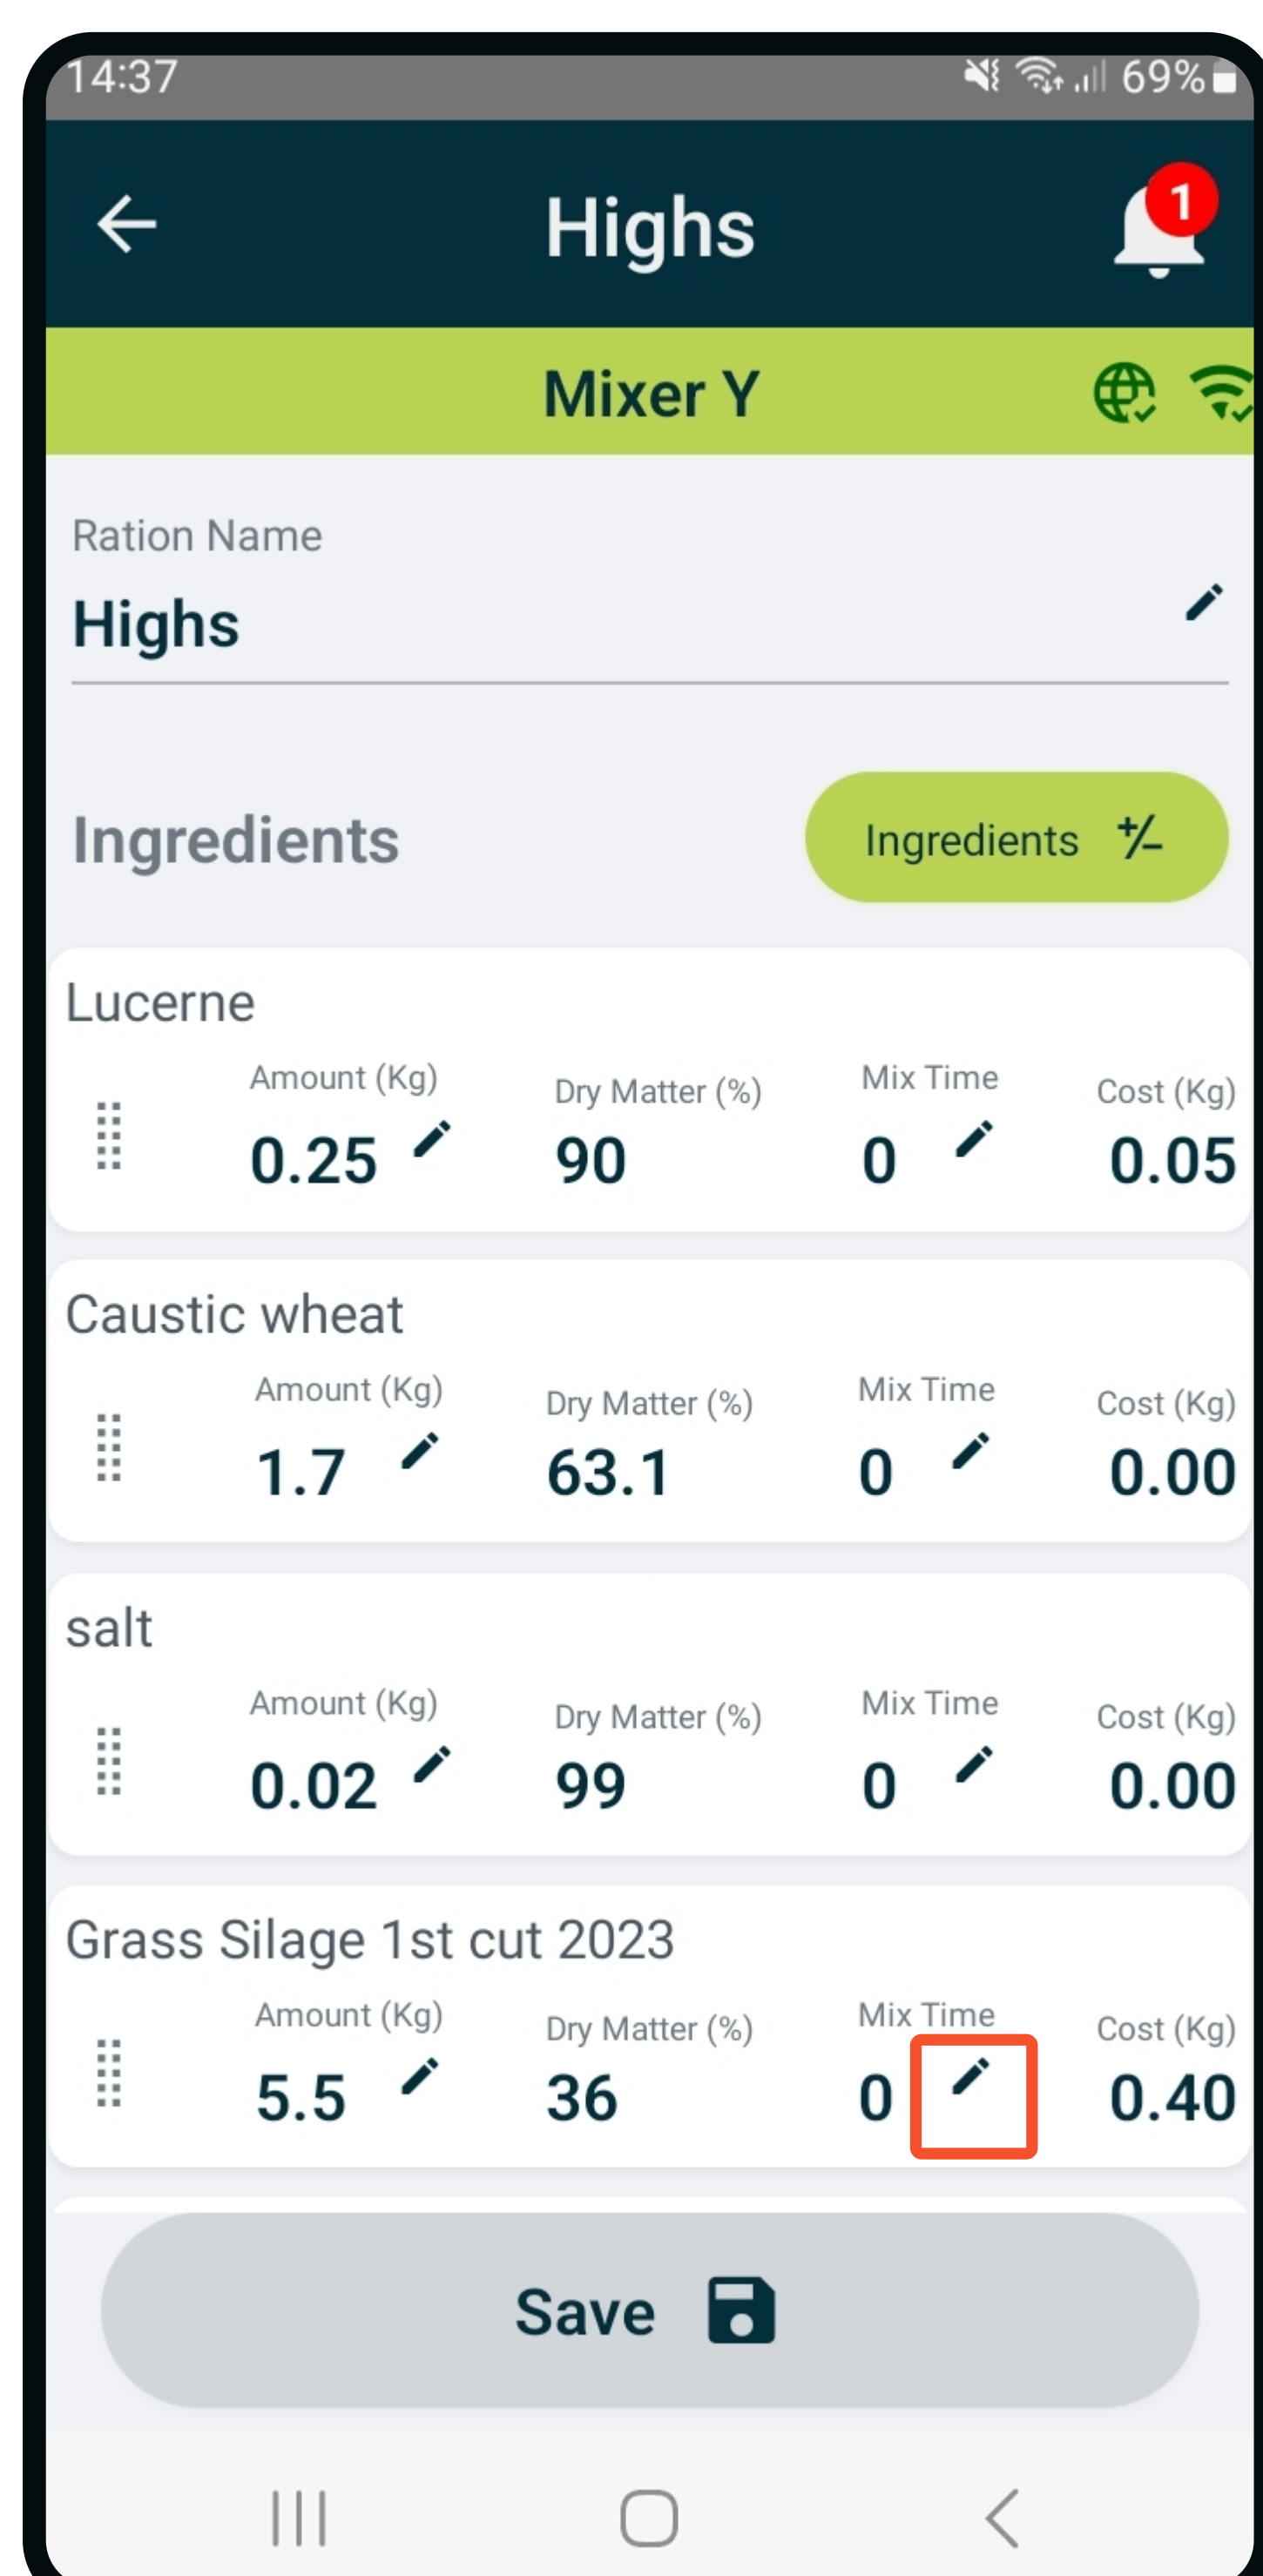 14:37 69%
Highs 1
Mixer Y
Ration Name
Highs
Ingredients Ingredients +/-
Lucerne
Amount (Kg) Dry Matter (%) Mix Time Cost (Kg)
0.25 90 0 0.05
Caustic wheat
Amount (Kg) Dry Matter (%) Mix Time Cost (Kg)
1.7 63.1 0 0.00
salt
Amount (Kg) Dry Matter (%) Mix Time Cost (Kg)
0.02 99 0 0.00
Grass Silage 1st cut 2023
Amount (Kg) Dry Matter (%) Mix Time Cost (Kg)
5.5 36 0 0.40
Save